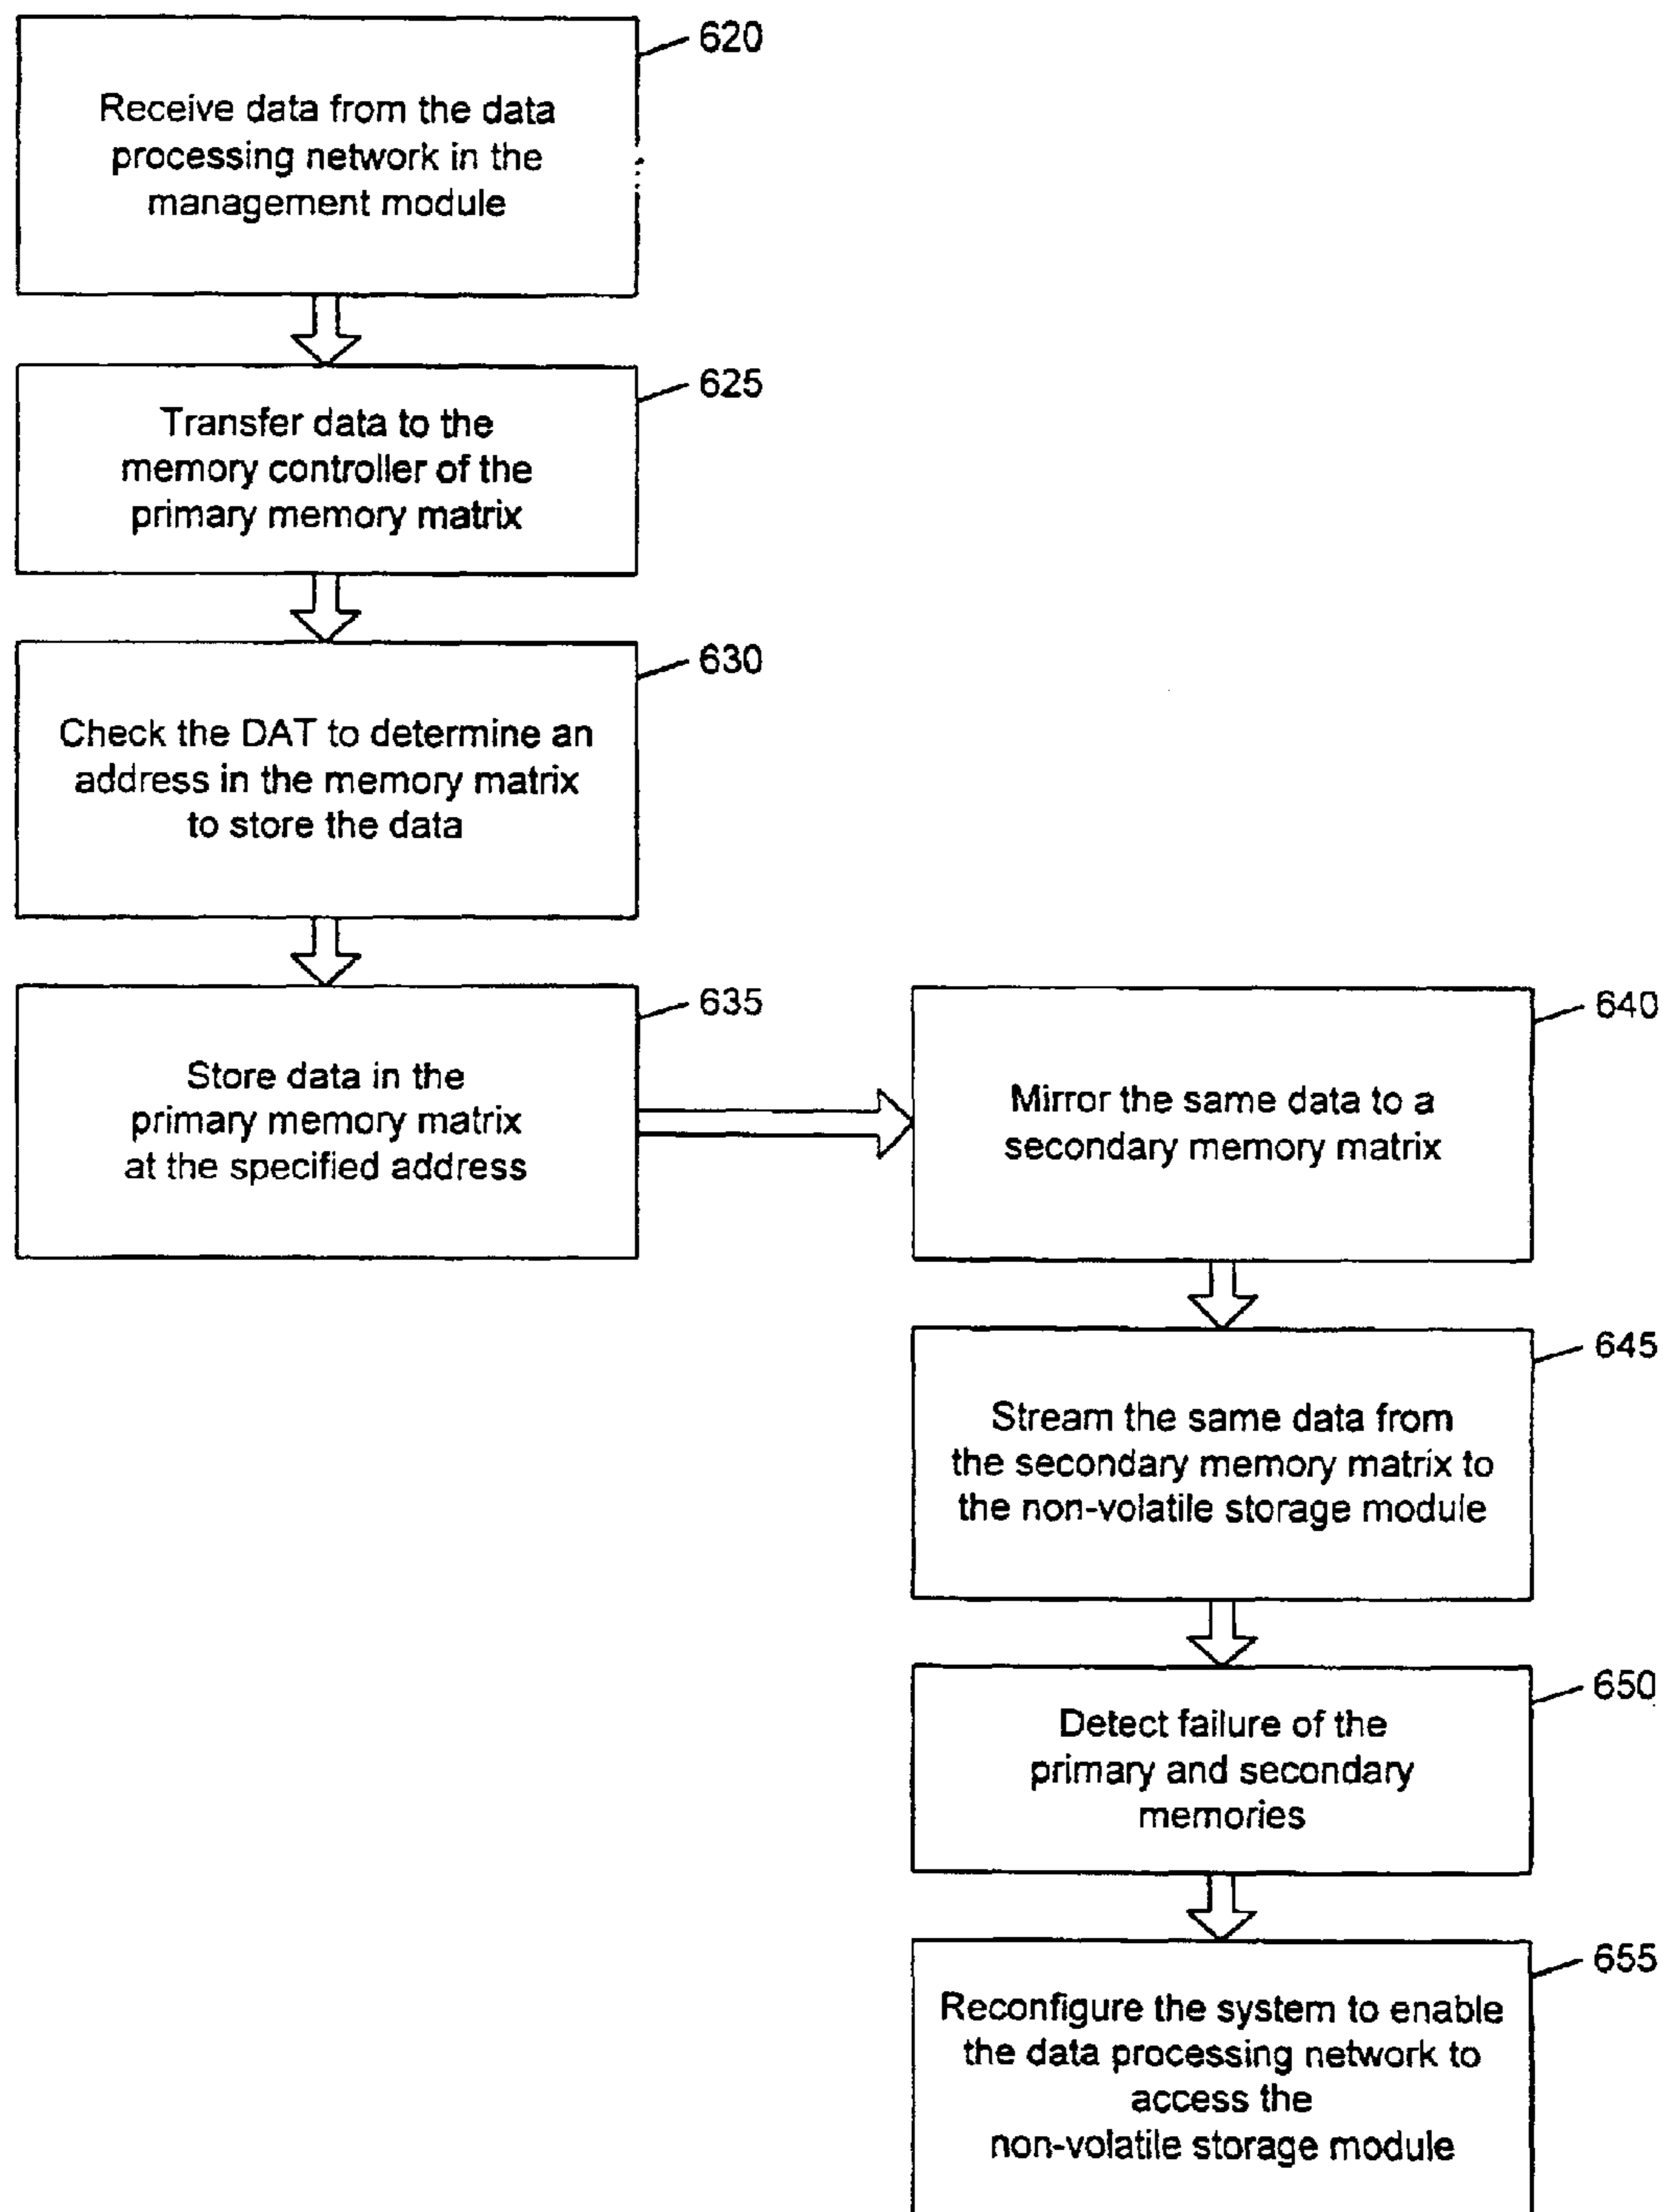 620
Receive data from the data
processing network in the
management module
625
Transfer data to the
memory controller of the
primary memory matrix
630
Check the DAT to determine an
address in the memory matrix
to store the data
635
Store data in the
primary memory matrix
at the specified address
640
Mirror the same data to a
secondary memory matrix
645
Stream the same data from
the secondary memory matrix to
the non-volatile storage module
650
Detect failure of the
primary and secondary
memories
655
Reconfigure the system to enable
the data processing network to
access the
non-volatile storage module